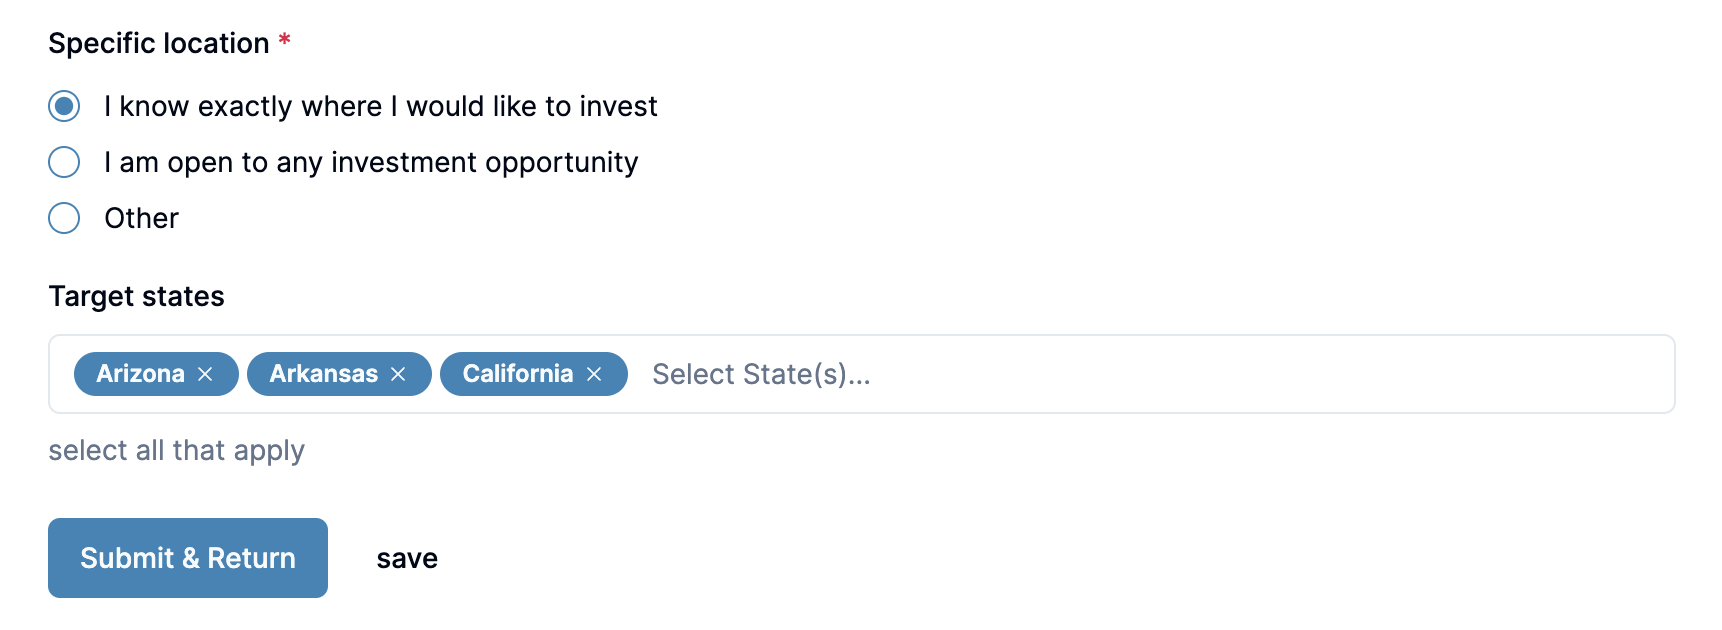 Specific location *
I know exactly where I would like to invest
I am open to any investment opportunity
Other
Target states
Arizona × Arkansas × California × Select State(s)...
select all that apply
Submit & Return save